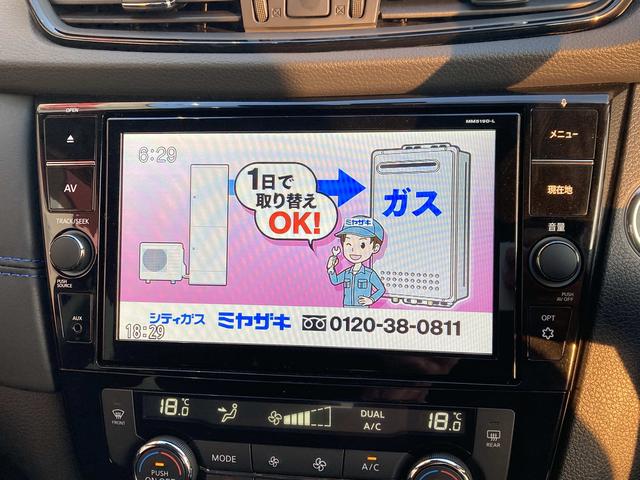 OPEN
MM519D-L
AV
TRACK/SEEK
PUSH
SOURCE
AUX
メニュー
現在地
音量
PUSH
AV OFF
OPT
6:29
1日で
取り替え
OK!
ガス
ミヤザキ
シティガス ミヤザキ 0120-38-0811
18:29
FRONT
18.0℃
DUAL
A/C
18.0℃
REAR
PUSH
ON·OFF
MODE
A/C